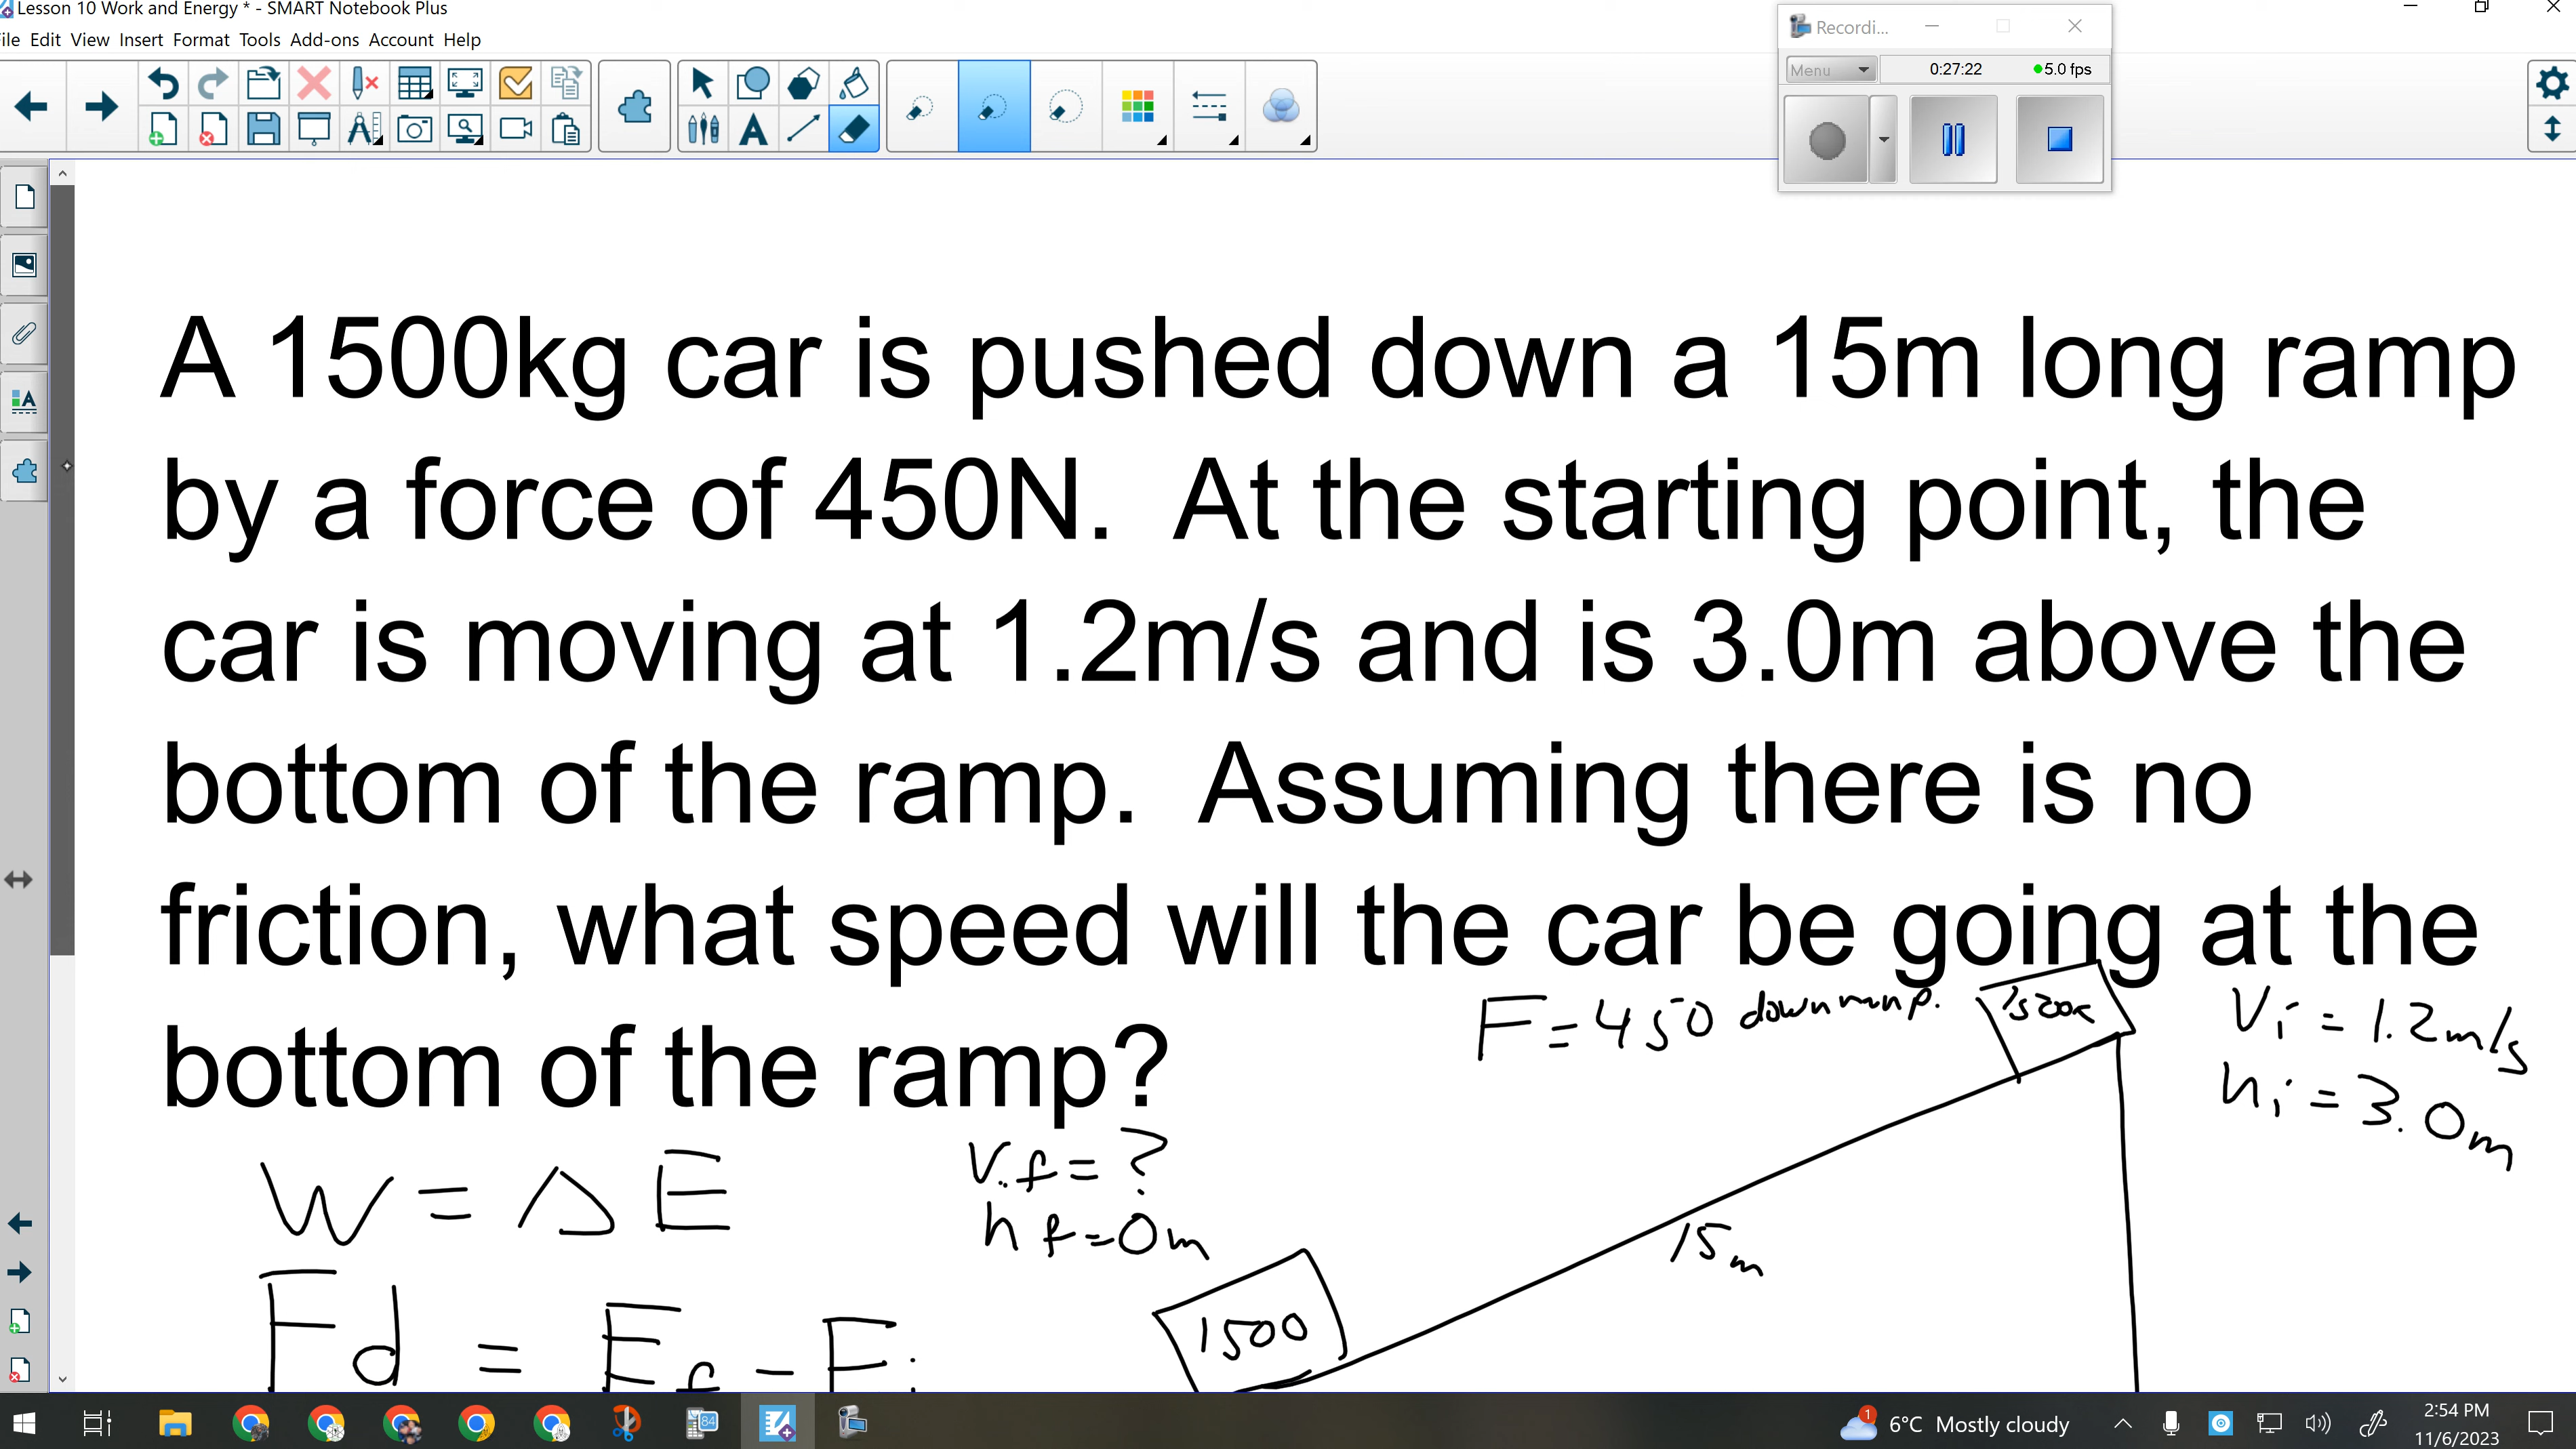 Lesson 10 Work and Energy * - SMART Notebook Plus
ile Edit View Insert Format Tools Add-ons Account Help
Recordi...
Menu 0:27:22 5.0 fps
A 1500kg car is pushed down a 15m long ramp
by a force of 450N. At the starting point, the
car is moving at 1.2m/s and is 3.0m above the
bottom of the ramp. Assuming there is no
friction, what speed will the car be going at the
bottom of the ramp?
F = 450 down ramp.
Vi = 1.2m/s
hi = 3.0m
W = ΔE
Vf = ?
hf = 0m
15m
1500
Fd = Ef - Ei
84
1
6°C Mostly cloudy
2:54 PM
11/6/2023